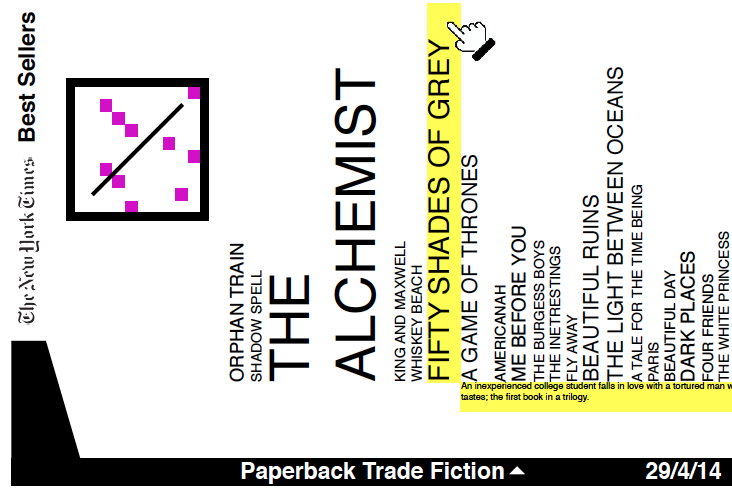 The New York Times Best Sellers
ORPHAN TRAIN
SHADOW SPELL
THE
ALCHEMIST
KING AND MAXWELL
WHISKEY BEACH
FIFTY SHADES OF GREY
A GAME OF THRONES
AMERICANAH
ME BEFORE YOU
THE BURGESS BOYS
THE INETRESTINGS
FLY AWAY
BEAUTIFUL RUINS
THE LIGHT BETWEEN OCEANS
A TALE FOR THE TIME BEING
PARIS
BEAUTIFUL DAY
DARK PLACES
FOUR FRIENDS
THE WHITE PRINCESS
An inexperienced college student falls in love with a tortured man w
tastes; the first book in a trilogy.
Paperback Trade Fiction 29/4/14